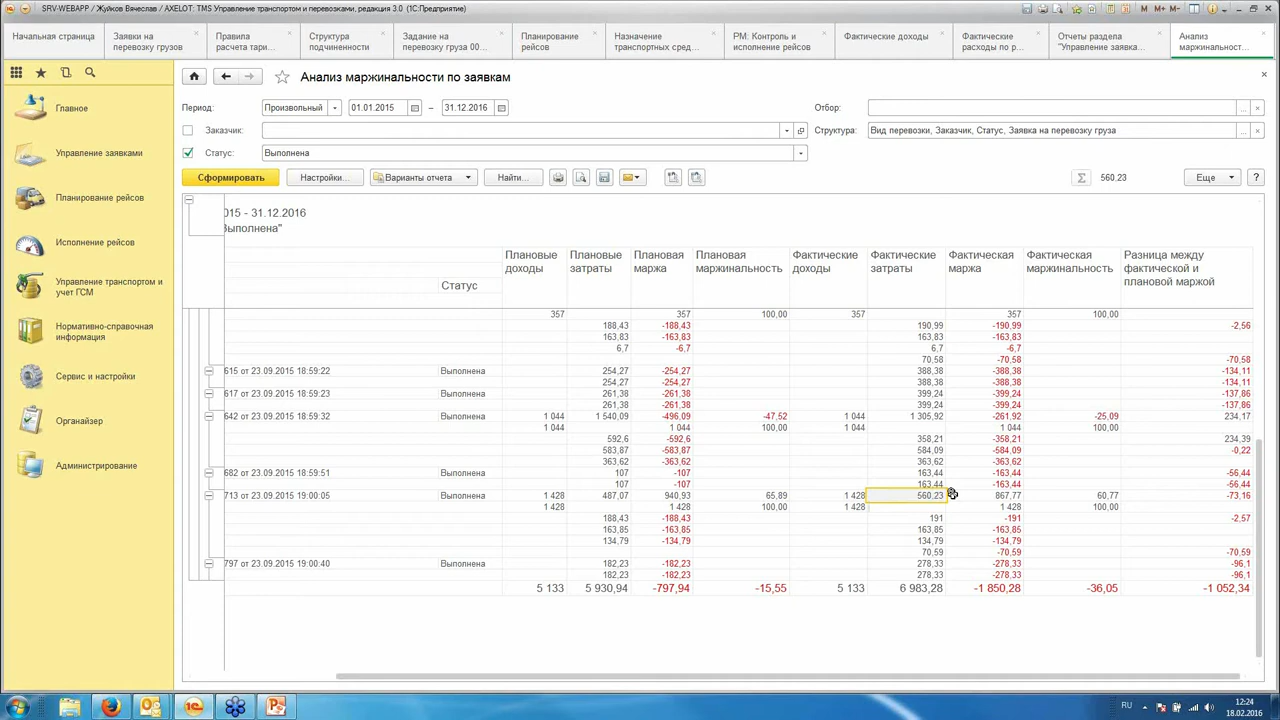 SRV-WEBAPP / Жуйков Вячеслав / AXELOT: TMS Управление транспортом и перевозками, редакция 3.0 (1С:Предприятие)
M M+ M-
Начальная страница
Заявки на перевозку грузов
Правила расчета тари...
Структура подчиненности
Задание на перевозку груза 00...
Планирование рейсов
Назначение транспортных сред...
РМ: Контроль и исполнение рейсов
Фактические доходы
Фактические расходы по р...
Отчеты раздела "Управление заявка...
Анализ маржинальност...
Главное
Управление заявками
Планирование рейсов
Исполнение рейсов
Управление транспортом и учет ГСМ
Нормативно-справочная информация
Сервис и настройки
Органайзер
Администрирование
Анализ маржинальности по заявкам
Период: Произвольный 01.01.2015 – 31.12.2016 Отбор:
Заказчик: Структура: Вид перевозки, Заказчик, Статус, Заявка на перевозку груза
Статус: Выполнена
Сформировать Настройки... Варианты отчета Найти... Σ 560.23 Еще ?
015 - 31.12.2016
Выполнена"
Статус
Плановые доходы
Плановые затраты
Плановая маржа
Плановая маржинальность
Фактические доходы
Фактические затраты
Фактическая маржа
Фактическая маржинальность
Разница между фактической и плановой маржой
357 357 100,00 357 357 100,00
188,43 -188,43 190,99 -190,99 -2,56
163,83 -163,83 163,83 -163,83
6,7 -6,7 6,7 -6,7
70,58 -70,58 -70,58
615 от 23.09.2015 18:59:22 Выполнена 254,27 -254,27 388,38 -388,38 -134,11
254,27 -254,27 388,38 -388,38 -134,11
617 от 23.09.2015 18:59:23 Выполнена 261,38 -261,38 399,24 -399,24 -137,86
261,38 -261,38 399,24 -399,24 -137,86
642 от 23.09.2015 18:59:32 Выполнена 1 044 1 540,09 -496,09 -47,52 1 044 1 305,92 -261,92 -25,09 234,17
1 044 1 044 100,00 1 044 1 044 100,00
592,6 -592,6 358,21 -358,21 234,39
583,87 -583,87 584,09 -584,09 -0,22
363,62 -363,62 363,62 -363,62
682 от 23.09.2015 18:59:51 Выполнена 107 -107 163,44 -163,44 -56,44
107 -107 163,44 -163,44 -56,44
713 от 23.09.2015 19:00:05 Выполнена 1 428 487,07 940,93 65,89 1 428 560,23 867,77 60,77 -73,16
1 428 1 428 100,00 1 428 1 428 100,00
188,43 -188,43 191 -191 -2,57
163,85 -163,85 163,85 -163,85
134,79 -134,79 134,79 -134,79
70,59 -70,59 -70,59
797 от 23.09.2015 19:00:40 Выполнена 182,23 -182,23 278,33 -278,33 -96,1
182,23 -182,23 278,33 -278,33 -96,1
5 133 5 930,94 -797,94 -15,55 5 133 6 983,28 -1 850,28 -36,05 -1 052,34
RU 12:24
18.02.2016